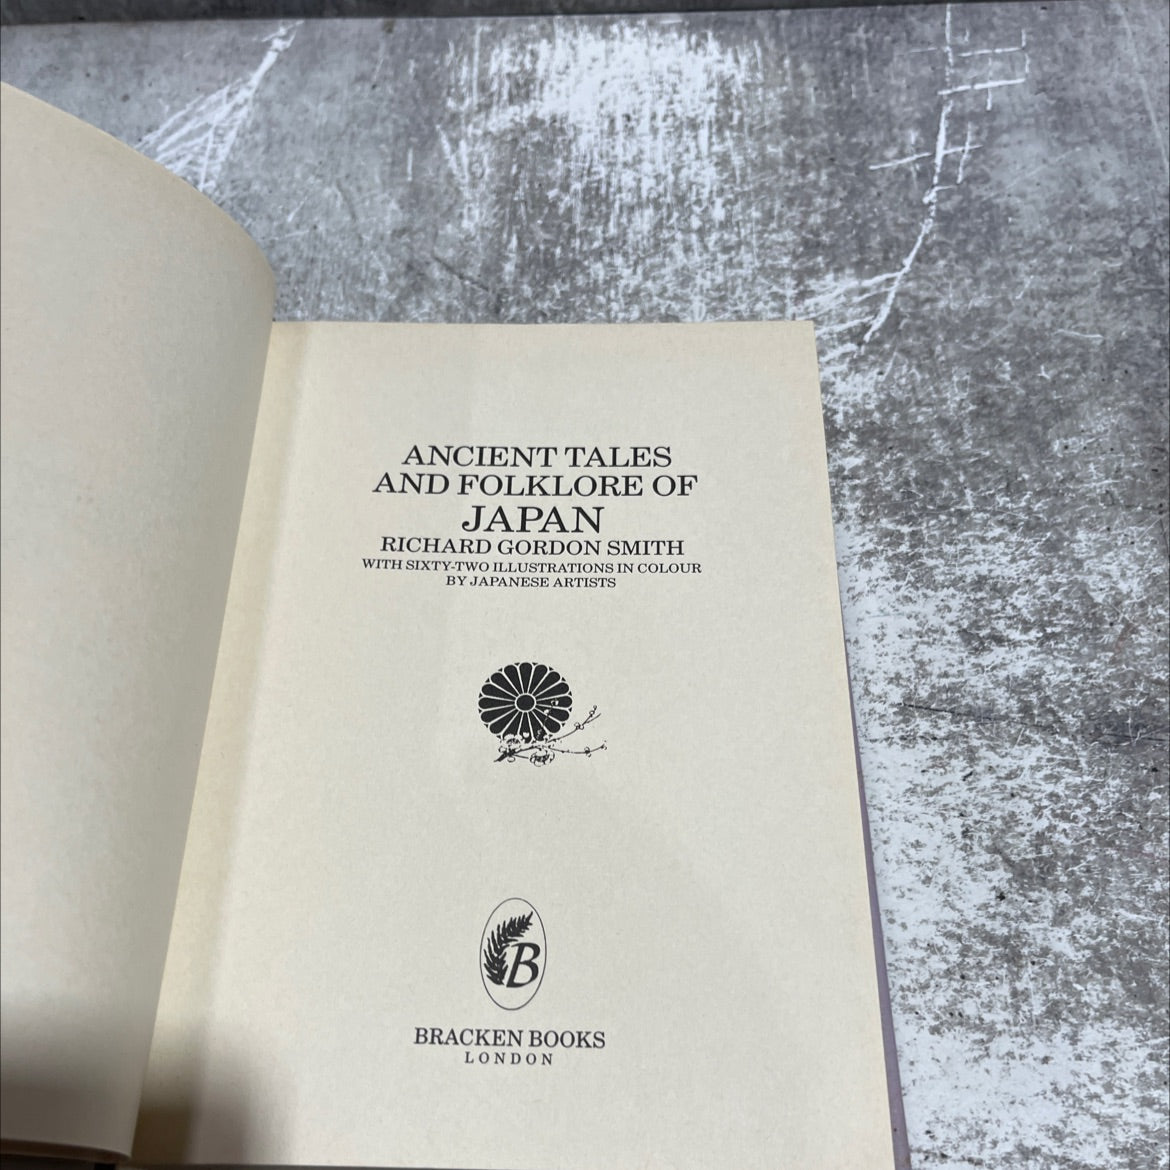 ANCIENT TALES
AND FOLKLORE OF
JAPAN
RICHARD GORDON SMITH
WITH SIXTY-TWO ILLUSTRATIONS IN COLOUR
BY JAPANESE ARTISTS
B
BRACKEN BOOKS
LONDON